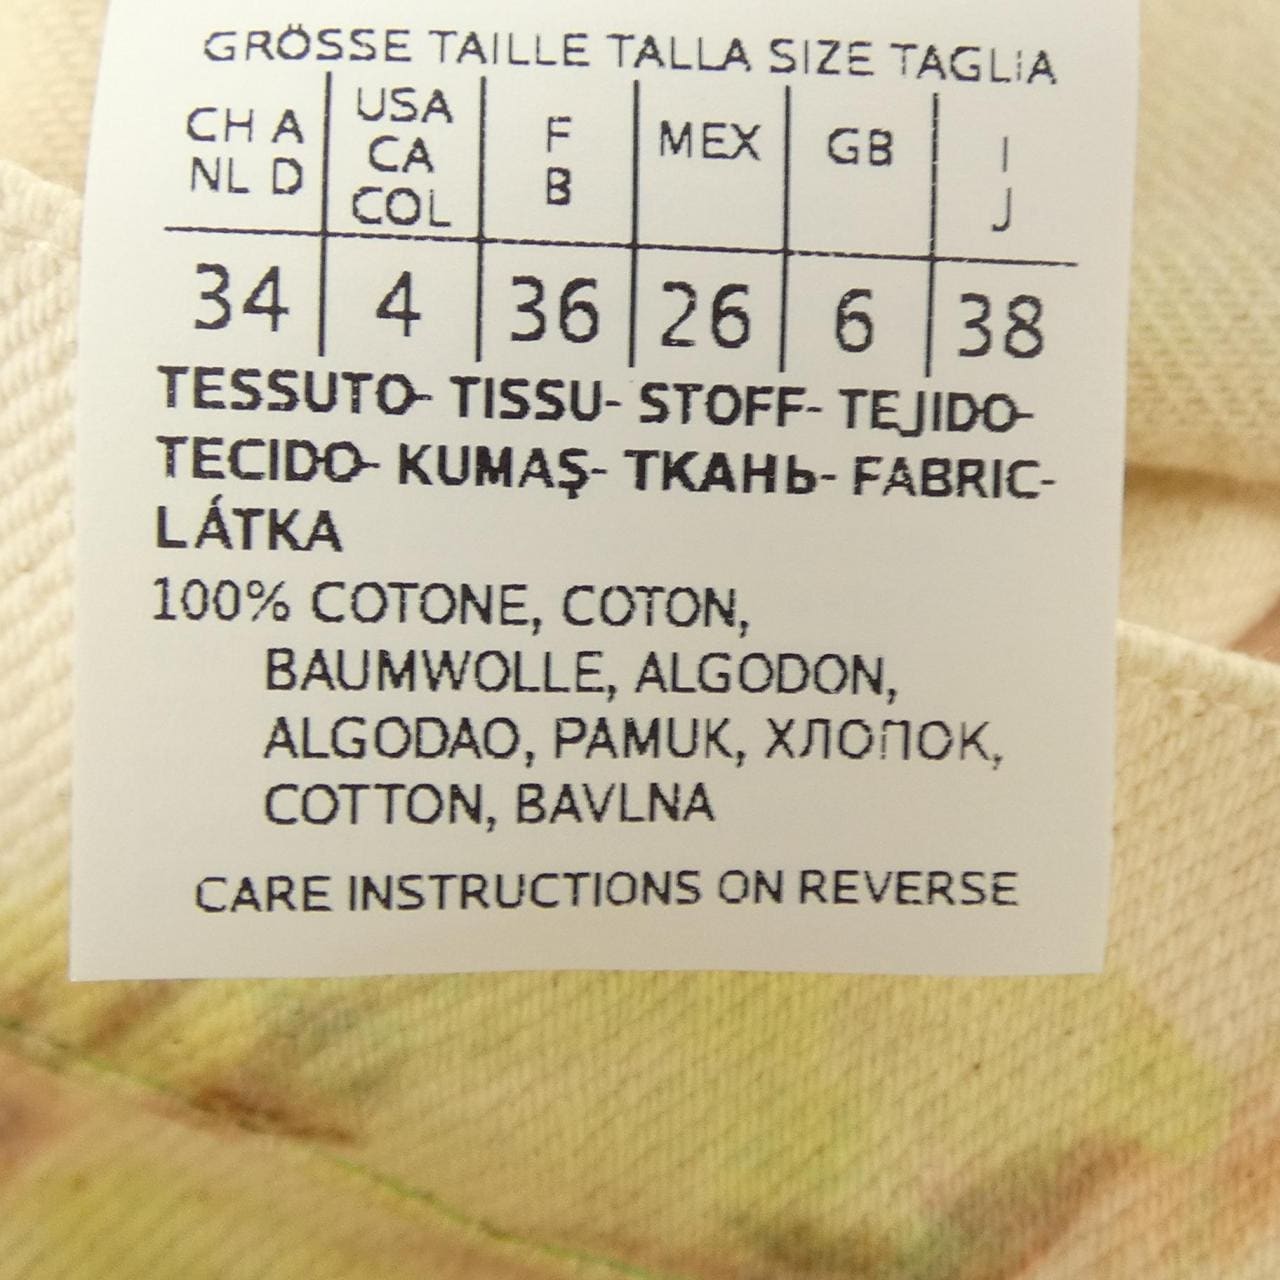 GRÖSSE TAILLE TALLA SIZE TAGLIA
CH A NL D | USA CA COL | F B | MEX | GB | I J
34 | 4 | 36 | 26 | 6 | 38
TESSUTO- TISSU- STOFF- TEJIDO-
TECIDO- KUMAŞ- ТКАНЬ- FABRIC-
LÁTKA
100% COTONE, COTON,
BAUMWOLLE, ALGODON,
ALGODAO, PAMUK, ХЛОПОК,
COTTON, BAVLNA
CARE INSTRUCTIONS ON REVERSE